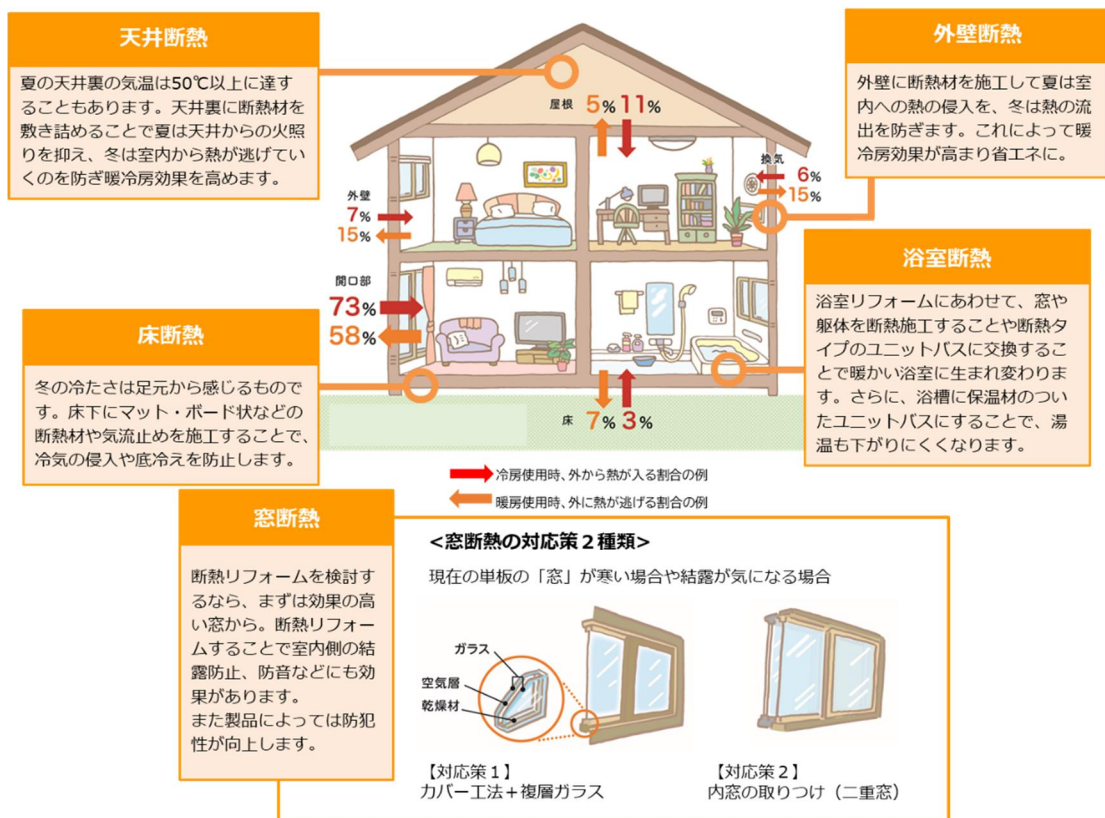 天井断熱
夏の天井裏の気温は50℃以上に達す
ることもあります。天井裏に断熱材を
敷き詰めることで夏は天井からの火照
りを抑え、冬は室内から熱が逃げてい
くのを防ぎ暖冷房効果を高めます。
外壁断熱
外壁に断熱材を施工して夏は室
内への熱の侵入を、冬は熱の流
出を防ぎます。これによって暖
冷房効果が高まり省エネに。
屋根 5% 11%
換気
6%
15%
外壁
7%
15%
開口部
73%
58%
床 7% 3%
床断熱
冬の冷たさは足元から感じるもので
す。床下にマット・ボード状などの
断熱材や気流止めを施工することで、
冷気の侵入や底冷えを防止します。
浴室断熱
浴室リフォームにあわせて、窓や
躯体を断熱施工することや断熱タ
イプのユニットバスに交換するこ
とで暖かい浴室に生まれ変わりま
す。さらに、浴槽に保温材のつい
たユニットバスにすることで、湯
温も下がりにくくなります。
冷房使用時、外から熱が入る割合の例
暖房使用時、外に熱が逃げる割合の例
窓断熱
断熱リフォームを検討す
るなら、まずは効果の高
い窓から。断熱リフォー
ムすることで室内側の結
露防止、防音などにも効
果があります。
また製品によっては防犯
性が向上します。
<窓断熱の対応策２種類>
現在の単板の「窓」が寒い場合や結露が気になる場合
ガラス
空気層
乾燥材
【対応策１】
カバー工法＋複層ガラス
【対応策２】
内窓の取りつけ（二重窓）